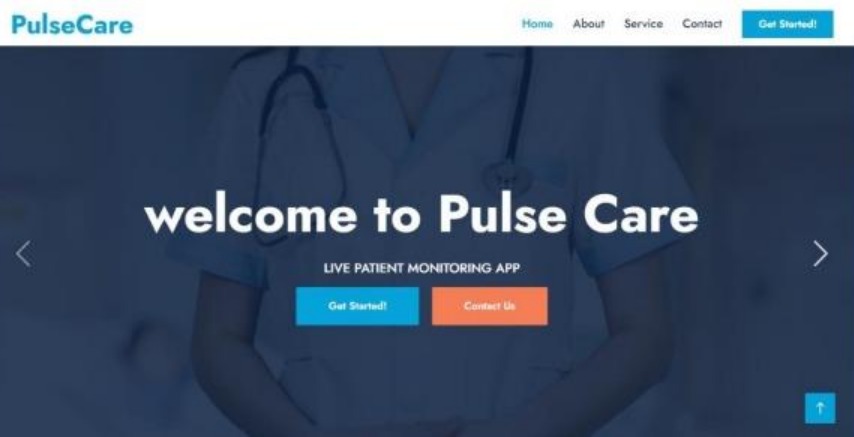 PulseCare
Home About Service Contact Get Started!
welcome to Pulse Care
LIVE PATIENT MONITORING APP
Get Started! Contact Us